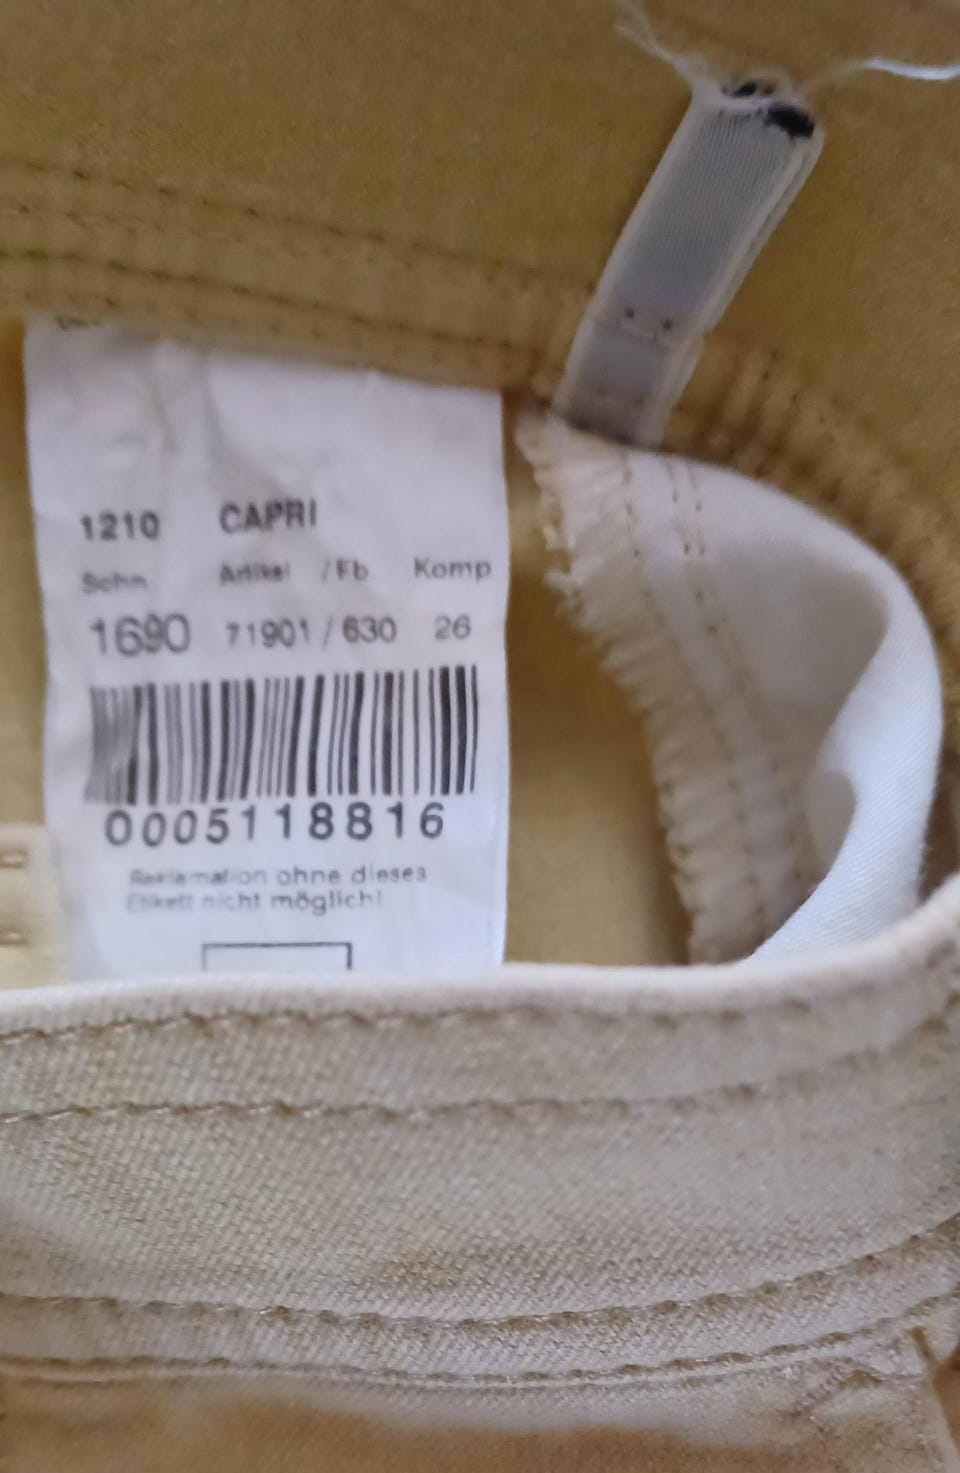 1210 CAPRI
Schn Artikel /Fb. Komp
1690 71901 / 630 26
0005118816
Reklamation ohne dieses
Etikett nicht möglich!